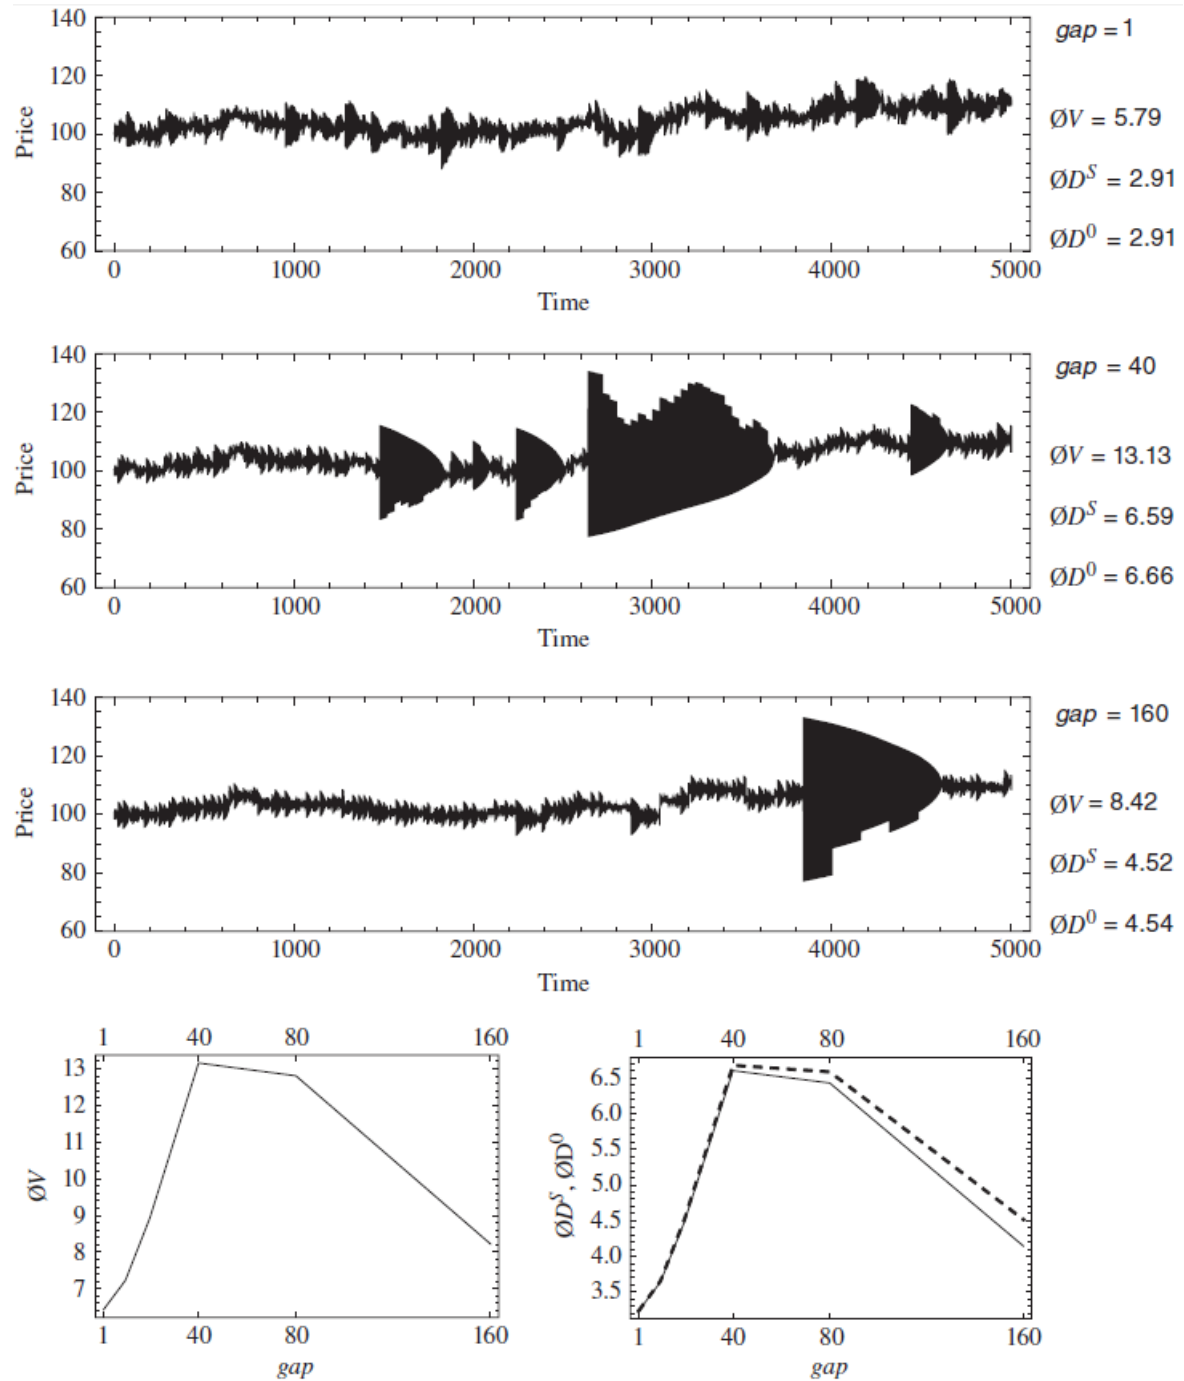 140
120
100
80
60
Price
0 1000 2000 3000 4000 5000
Time
gap = 1
ØV = 5.79
ØD^S = 2.91
ØD^0 = 2.91
140
120
100
80
60
Price
0 1000 2000 3000 4000 5000
Time
gap = 40
ØV = 13.13
ØD^S = 6.59
ØD^0 = 6.66
140
120
100
80
60
Price
0 1000 2000 3000 4000 5000
Time
gap = 160
ØV = 8.42
ØD^S = 4.52
ØD^0 = 4.54
1 40 80 160
13
12
11
10
9
8
7
ØV
1 40 80 160
gap
1 40 80 160
6.5
6.0
5.5
5.0
4.5
4.0
3.5
ØD^S, ØD^0
1 40 80 160
gap